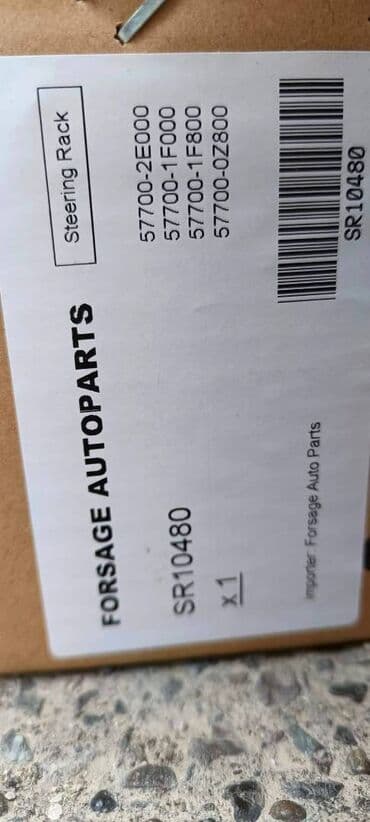 FORSAGE AUTOPARTS
Steering Rack
SR10480
x 1
57700-2E000
57700-1F000
57700-1F800
57700-0Z800
Importer: Forsage Auto Parts
SR10480